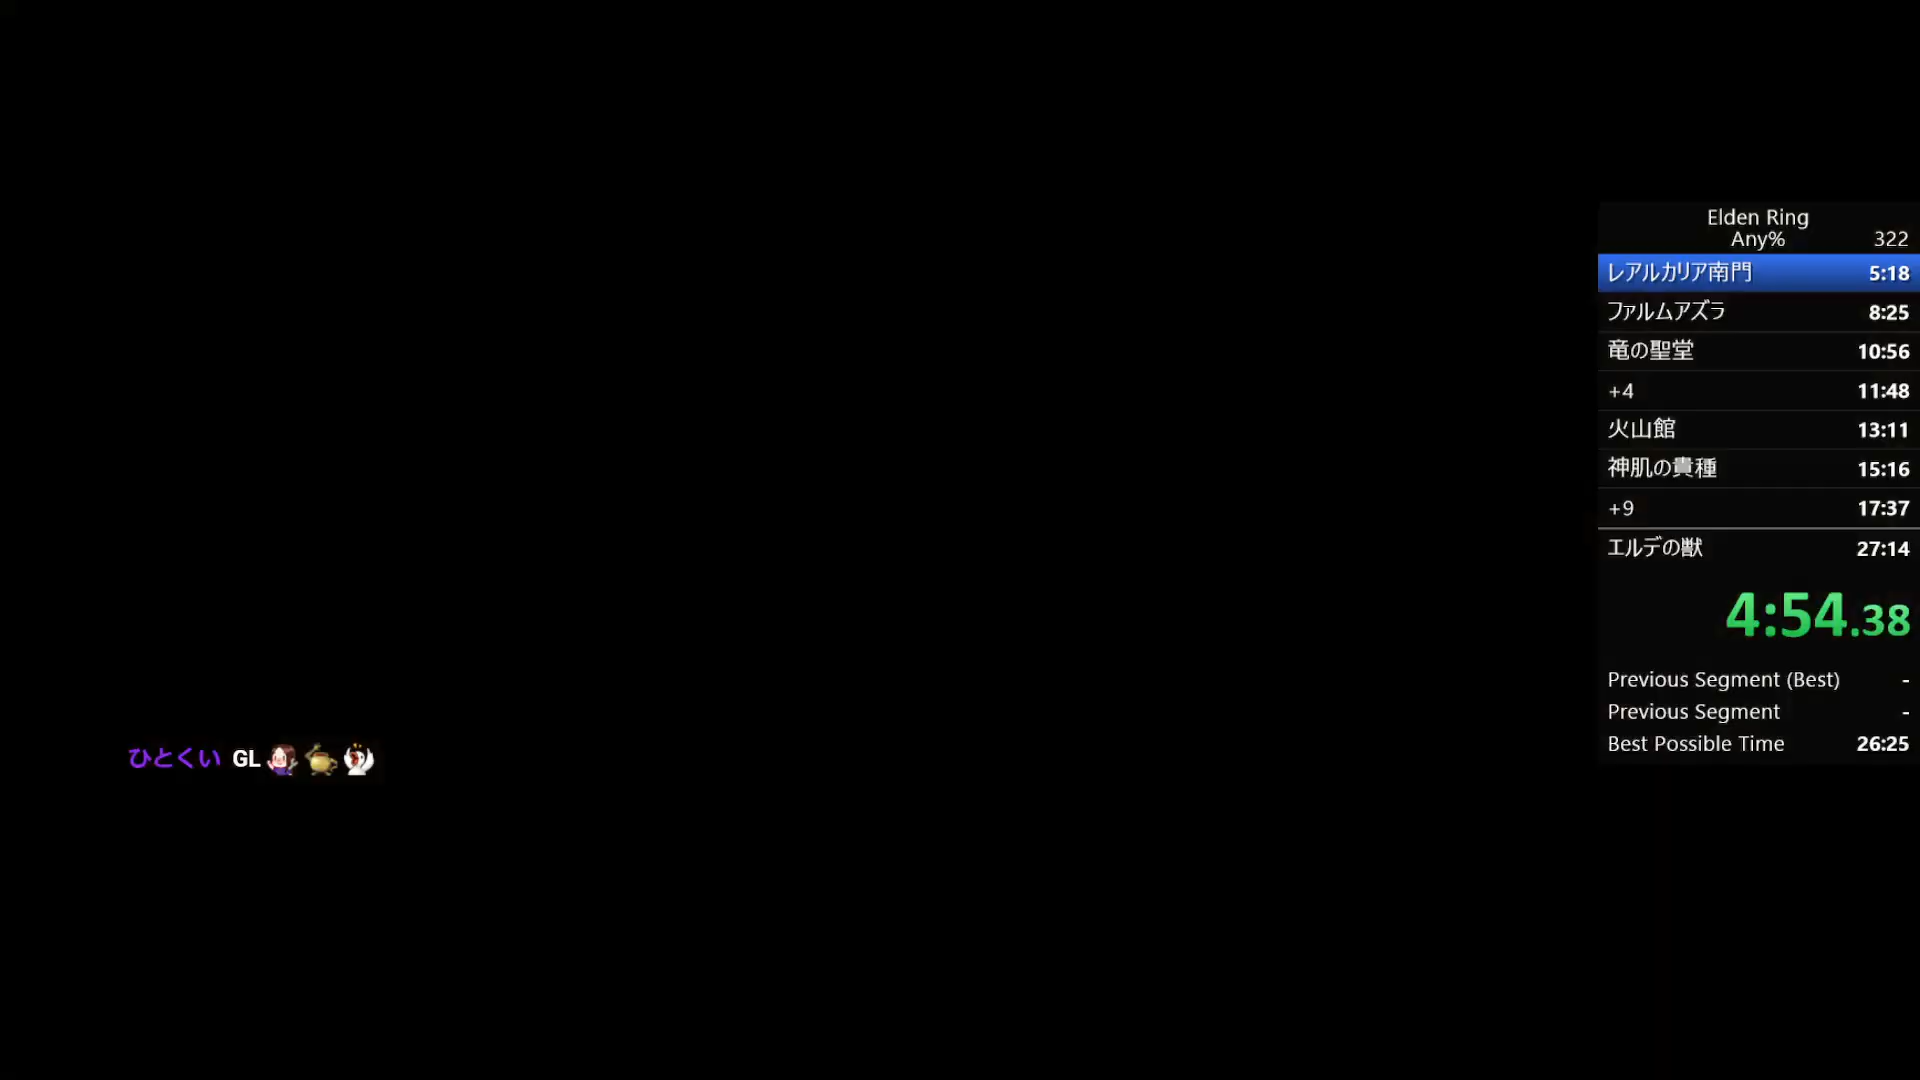 Elden Ring
Any% 322
レアルカリア南門 5:18
ファルムアズラ 8:25
竜の聖堂 10:56
+4 11:48
火山館 13:11
神肌の貴種 15:16
+9 17:37
エルデの獣 27:14
4:54.38
Previous Segment (Best) -
Previous Segment -
Best Possible Time 26:25
ひとくい GL